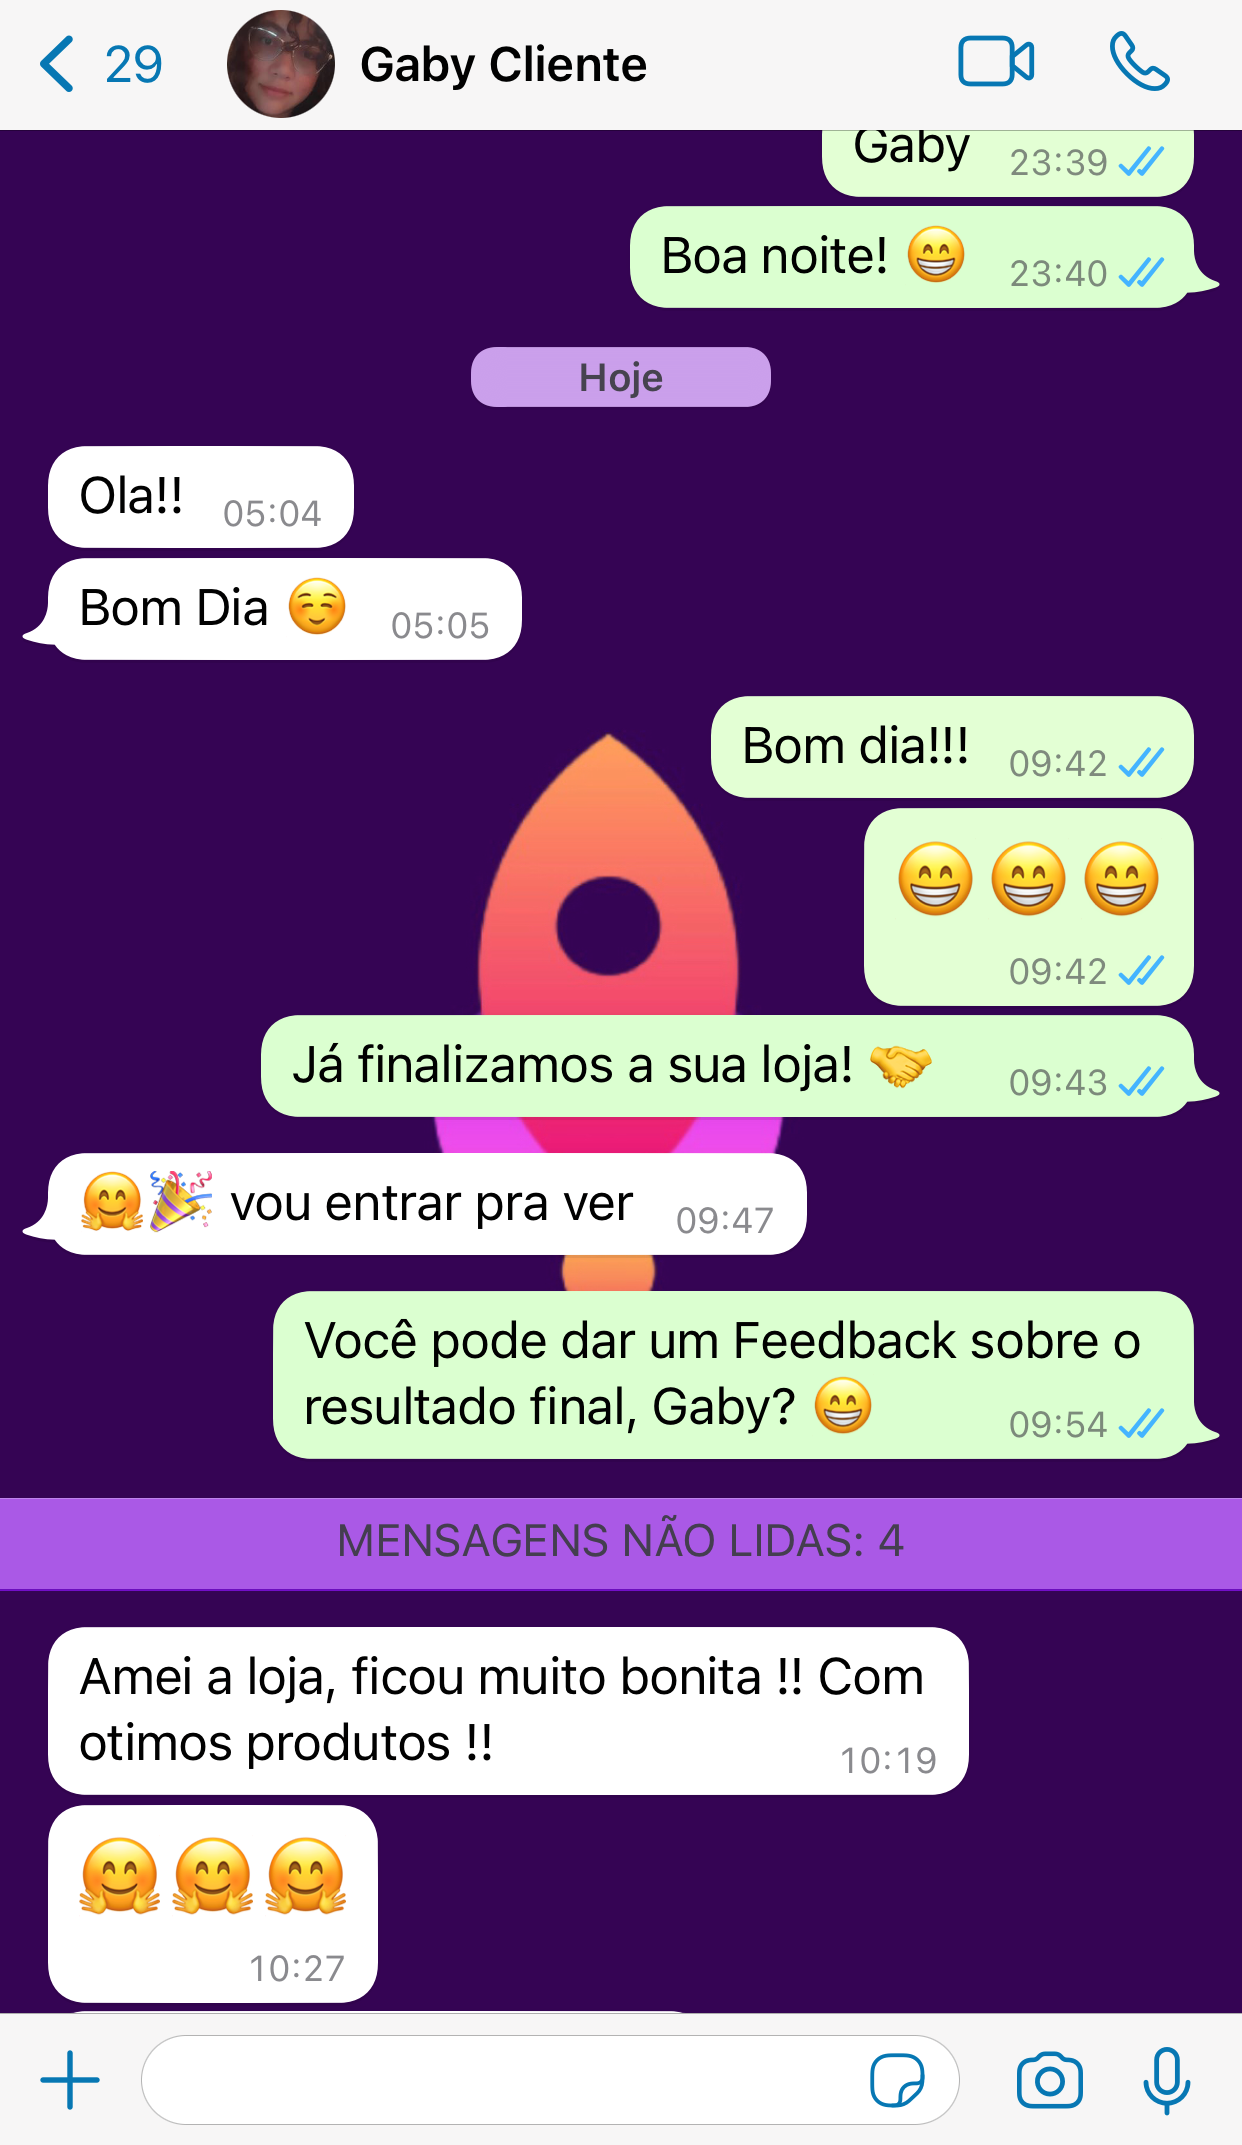 29
Gaby Cliente
Gaby 23:39
Boa noite! 😁 23:40
Hoje
Ola!! 05:04
Bom Dia ☺️ 05:05
Bom dia!!! 09:42
😁😁😁
09:42
Já finalizamos a sua loja! 🤝 09:43
🤗🎉 vou entrar pra ver 09:47
Você pode dar um Feedback sobre o
resultado final, Gaby? 😁 09:54
MENSAGENS NÃO LIDAS: 4
Amei a loja, ficou muito bonita !! Com
otimos produtos !! 10:19
🤗🤗🤗
10:27